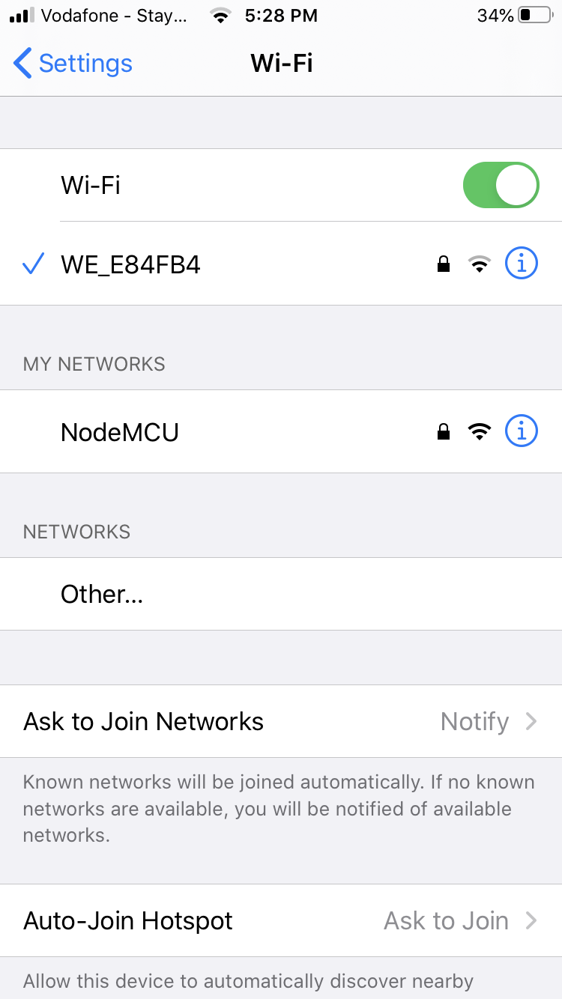 Vodafone - Stay... 5:28 PM 34%
Settings Wi-Fi
Wi-Fi
WE_E84FB4
MY NETWORKS
NodeMCU
NETWORKS
Other...
Ask to Join Networks Notify
Known networks will be joined automatically. If no known
networks are available, you will be notified of available
networks.
Auto-Join Hotspot Ask to Join
Allow this device to automatically discover nearby